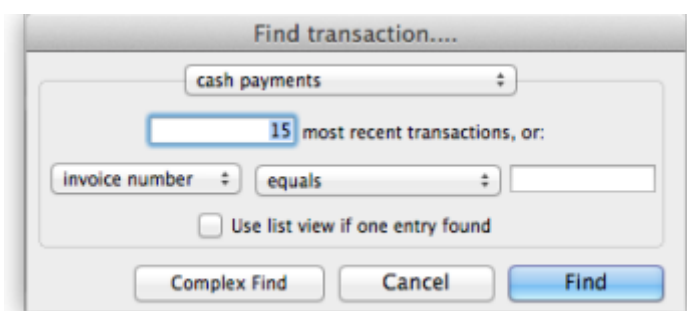 Find transaction....
cash payments
15 most recent transactions, or:
invoice number equals
Use list view if one entry found
Complex Find Cancel Find